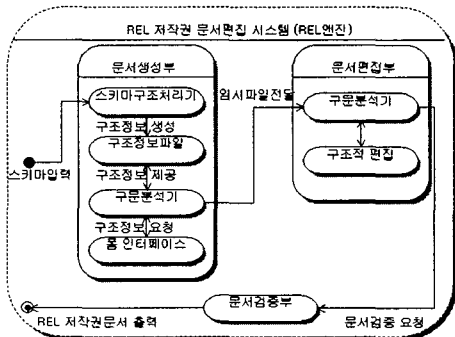 REL 저작권 문서편집 시스템 (REL엔진)
문서생성부
문서편집부
스키마구조처리기
임시파일전달
구문분석기
구조정보 생성
구조정보파일
구조적 편집
스키마입력
구조정보 제공
구문분석기
구조정보 요청
폼 인터페이스
문서검증부
REL 저작권문서 출력
문서검증 요청